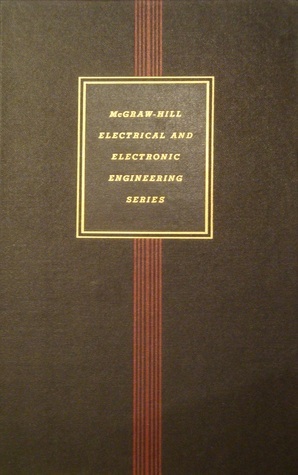 McGRAW-HILL
ELECTRICAL AND
ELECTRONIC
ENGINEERING
SERIES